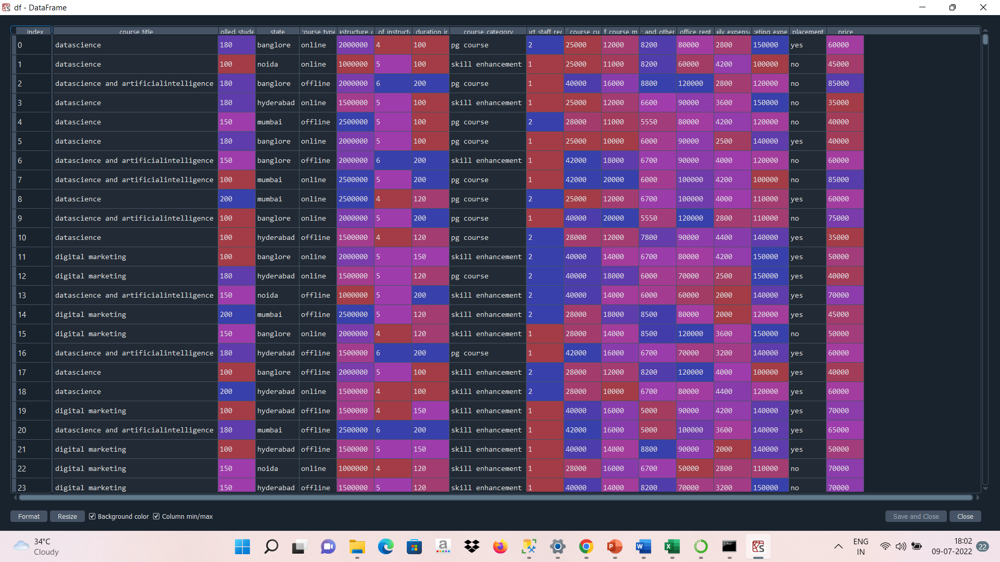 df - DataFrame
Index course title olled stude state course type astructure c of instructo duration in course category ort staff req f course cu f course m and other office rent aily expens keting expe placement price
0 datascience 180 banglore online 2000000 4 100 pg course 2 25000 12000 8200 80000 2800 150000 yes 60000
1 datascience 100 noida online 1000000 5 100 skill enhancement 1 25000 11000 8200 60000 4200 100000 no 45000
2 datascience and artificialintelligence 180 banglore offline 2000000 6 200 pg course 1 40000 16000 8800 120000 2800 120000 no 85000
3 datascience 180 hyderabad online 1500000 5 100 skill enhancement 1 25000 12000 6600 90000 3600 150000 no 35000
4 datascience 150 mumbai offline 2500000 5 100 pg course 2 28000 11000 5550 80000 4200 120000 no 40000
5 datascience 180 banglore online 2000000 5 100 pg course 1 25000 10000 6000 90000 2500 140000 yes 40000
6 datascience and artificialintelligence 150 banglore offline 2000000 6 200 skill enhancement 1 42000 18000 6700 90000 4000 120000 no 60000
7 datascience and artificialintelligence 100 mumbai online 2500000 5 200 pg course 1 42000 20000 6000 100000 4200 100000 no 85000
8 datascience 200 mumbai online 2500000 4 120 pg course 2 25000 12000 6700 100000 4000 110000 yes 60000
9 datascience and artificialintelligence 100 banglore online 2000000 5 200 pg course 1 40000 20000 5550 120000 2800 110000 no 75000
10 datascience 100 hyderabad offline 1500000 4 120 pg course 2 28000 12000 7800 90000 4400 140000 yes 35000
11 digital marketing 100 banglore online 2000000 5 150 skill enhancement 2 40000 14000 6700 80000 4200 150000 yes 50000
12 digital marketing 180 hyderabad online 1500000 5 120 pg course 2 40000 18000 6000 70000 2500 150000 yes 40000
13 datascience and artificialintelligence 150 noida offline 1000000 5 200 skill enhancement 2 40000 14000 6000 60000 2000 140000 yes 70000
14 digital marketing 200 mumbai offline 2500000 5 120 skill enhancement 2 28000 18000 8500 80000 2000 120000 yes 45000
15 digital marketing 150 banglore online 2000000 4 120 skill enhancement 1 28000 14000 8500 120000 3600 150000 no 50000
16 datascience and artificialintelligence 180 hyderabad offline 1500000 6 200 pg course 1 42000 16000 6700 70000 3200 140000 yes 60000
17 datascience 100 banglore offline 2000000 5 100 skill enhancement 2 28000 12000 8200 120000 4000 100000 yes 40000
18 datascience 200 hyderabad online 1500000 4 100 skill enhancement 2 28000 10000 6700 80000 4400 120000 yes 60000
19 digital marketing 100 hyderabad offline 1500000 4 150 skill enhancement 1 40000 16000 5000 90000 4200 140000 yes 70000
20 datascience and artificialintelligence 180 mumbai offline 2500000 6 200 skill enhancement 1 42000 16000 5000 100000 3600 140000 yes 65000
21 digital marketing 100 hyderabad offline 1500000 5 150 skill enhancement 1 40000 14000 8800 90000 2000 140000 yes 50000
22 digital marketing 150 noida online 1000000 4 120 skill enhancement 1 28000 16000 6700 50000 2800 110000 no 70000
23 digital marketing 150 hyderabad offline 1500000 5 120 skill enhancement 1 40000 14000 8200 70000 3200 150000 no 70000
Format Resize Background color Column min/max Save and Close Close
34°C
Cloudy
ENG
IN
18:02
09-07-2022
22